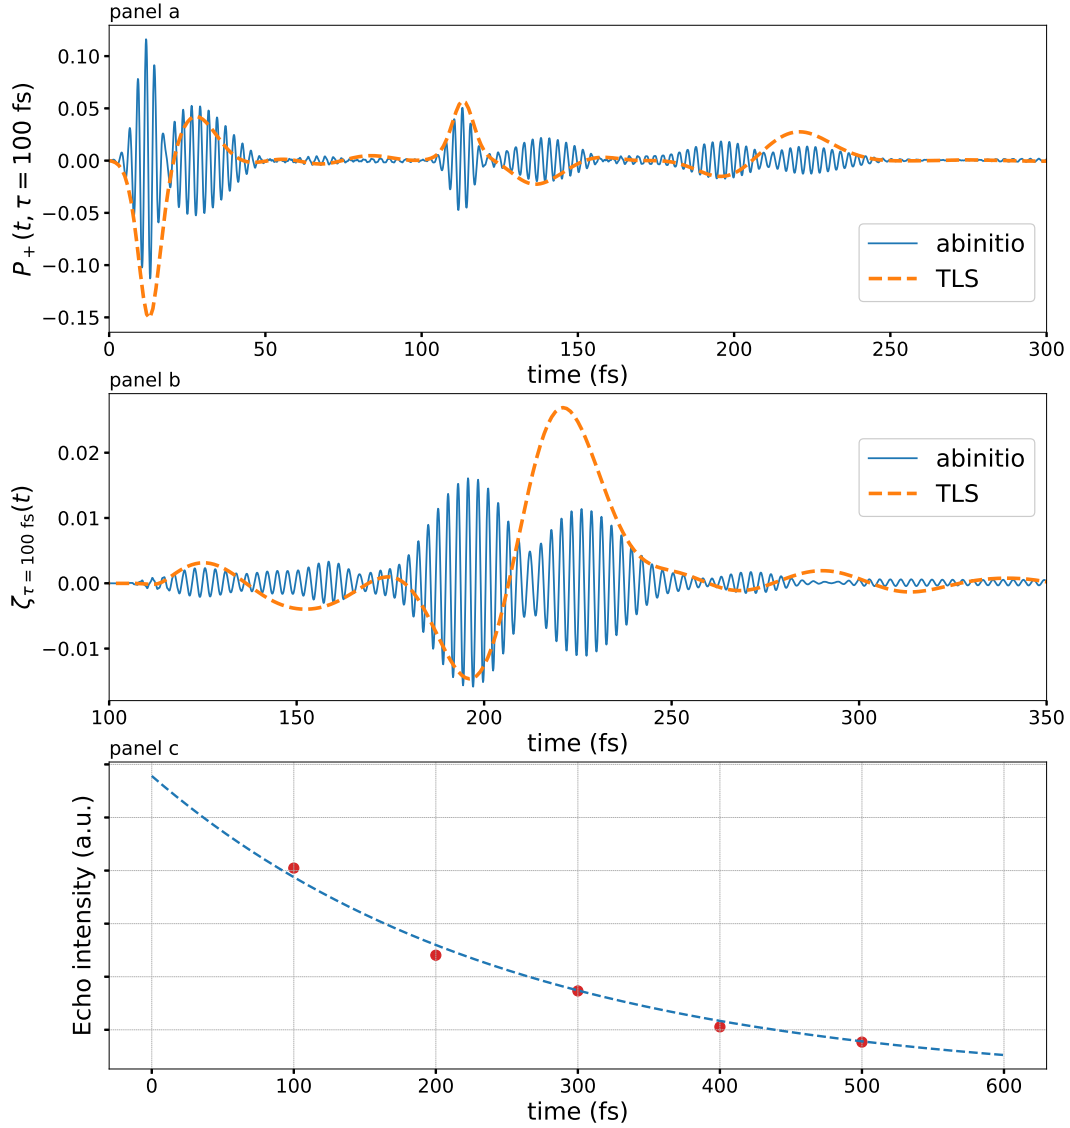 panel a
P₊(t, τ = 100 fs)
0.10
0.05
0.00
−0.05
−0.10
−0.15
abinitio
TLS
0 50 100 150 200 250 300
time (fs)
panel b
ζτ = 100 fs(t)
0.02
0.01
0.00
−0.01
abinitio
TLS
100 150 200 250 300 350
time (fs)
panel c
Echo intensity (a.u.)
0 100 200 300 400 500 600
time (fs)